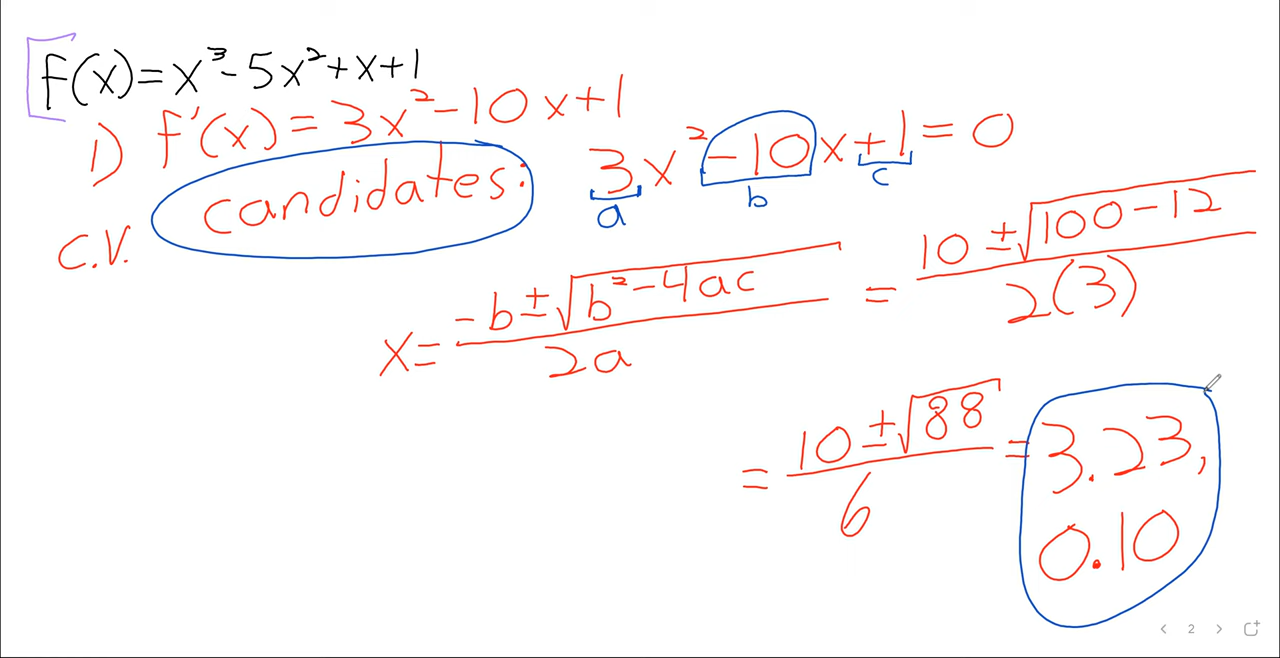 f(x) = x³ - 5x² + x + 1
1) f'(x) = 3x² - 10x + 1
3x² - 10x + 1 = 0
a b c
candidates:
C.V.
x = (-b ± √(b² - 4ac)) / 2a = (10 ± √(100 - 12)) / 2(3)
= (10 ± √88) / 6 = 3.23,
0.10
2